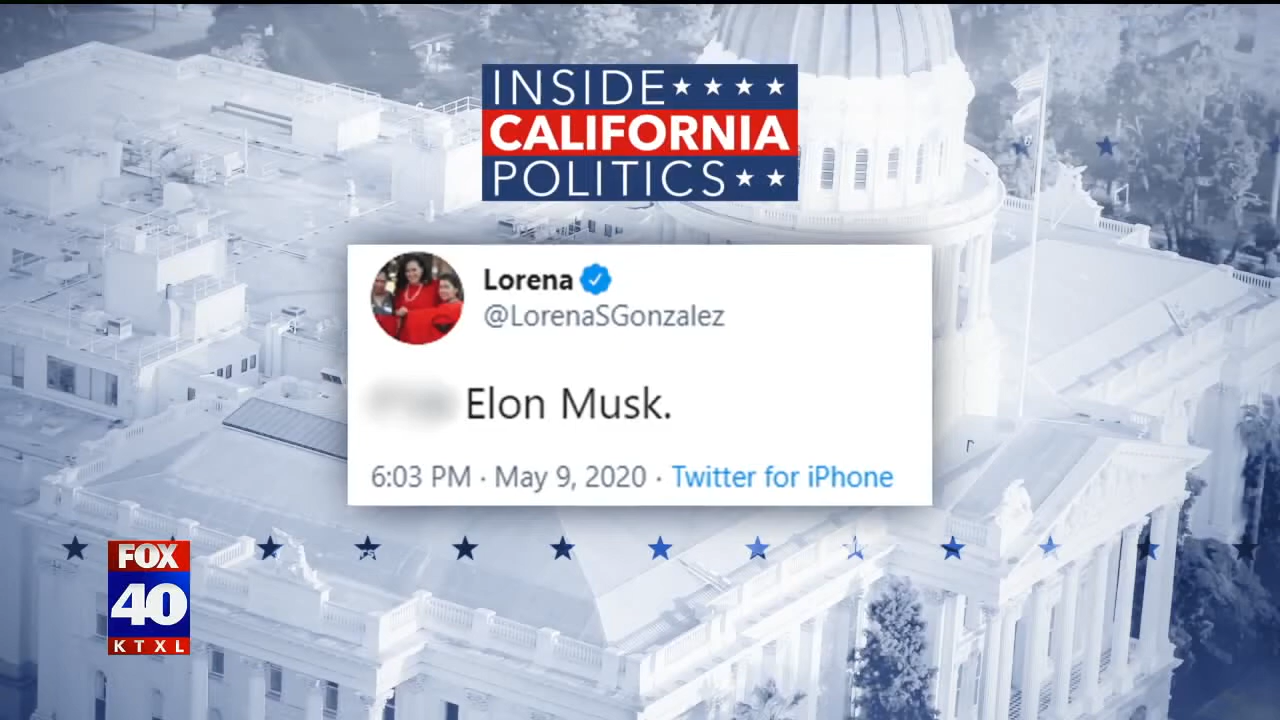 INSIDE
CALIFORNIA
POLITICS
Lorena
@LorenaSGonzalez
Elon Musk.
6:03 PM · May 9, 2020 · Twitter for iPhone
FOX
40
KTXL